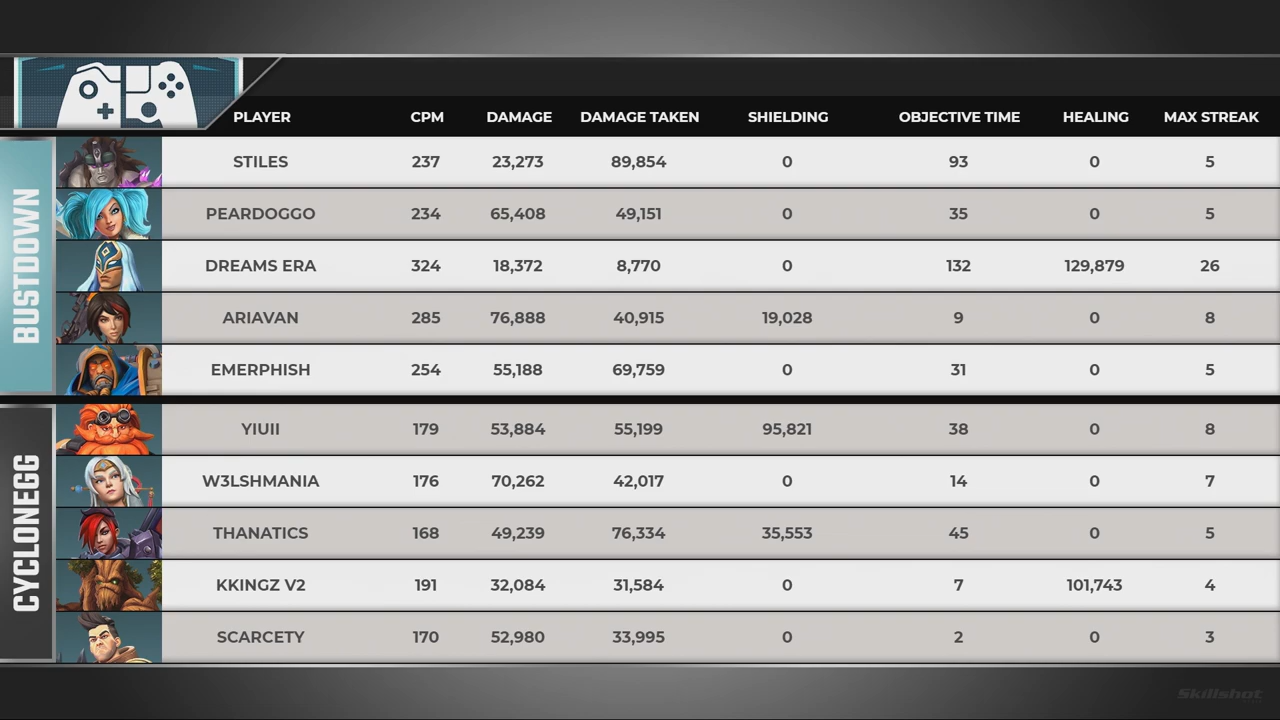 PLAYER CPM DAMAGE DAMAGE TAKEN SHIELDING OBJECTIVE TIME HEALING MAX STREAK
BUSTDOWN
STILES 237 23,273 89,854 0 93 0 5
PEARDOGGO 234 65,408 49,151 0 35 0 5
DREAMS ERA 324 18,372 8,770 0 132 129,879 26
ARIAVAN 285 76,888 40,915 19,028 9 0 8
EMERPHISH 254 55,188 69,759 0 31 0 5
CYCLONEGG
YIUII 179 53,884 55,199 95,821 38 0 8
W3LSHMANIA 176 70,262 42,017 0 14 0 7
THANATICS 168 49,239 76,334 35,553 45 0 5
KKINGZ V2 191 32,084 31,584 0 7 101,743 4
SCARCETY 170 52,980 33,995 0 2 0 3
Skillshot